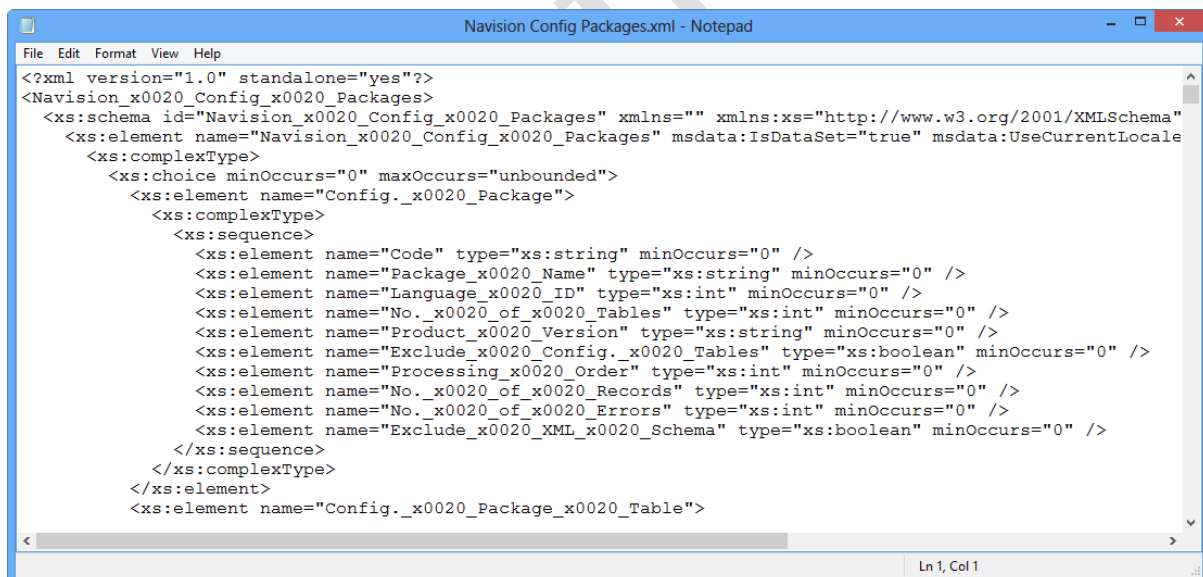 Navision Config Packages.xml - Notepad
File Edit Format View Help
<?xml version="1.0" standalone="yes"?>
<Navision_x0020_Config_x0020_Packages>
  <xs:schema id="Navision_x0020_Config_x0020_Packages" xmlns="" xmlns:xs="http://www.w3.org/2001/XMLSchema"
    <xs:element name="Navision_x0020_Config_x0020_Packages" msdata:IsDataSet="true" msdata:UseCurrentLocale
      <xs:complexType>
        <xs:choice minOccurs="0" maxOccurs="unbounded">
          <xs:element name="Config._x0020_Package">
            <xs:complexType>
              <xs:sequence>
                <xs:element name="Code" type="xs:string" minOccurs="0" />
                <xs:element name="Package_x0020_Name" type="xs:string" minOccurs="0" />
                <xs:element name="Language_x0020_ID" type="xs:int" minOccurs="0" />
                <xs:element name="No._x0020_of_x0020_Tables" type="xs:int" minOccurs="0" />
                <xs:element name="Product_x0020_Version" type="xs:string" minOccurs="0" />
                <xs:element name="Exclude_x0020_Config._x0020_Tables" type="xs:boolean" minOccurs="0" />
                <xs:element name="Processing_x0020_Order" type="xs:int" minOccurs="0" />
                <xs:element name="No._x0020_of_x0020_Records" type="xs:int" minOccurs="0" />
                <xs:element name="No._x0020_of_x0020_Errors" type="xs:int" minOccurs="0" />
                <xs:element name="Exclude_x0020_XML_x0020_Schema" type="xs:boolean" minOccurs="0" />
              </xs:sequence>
            </xs:complexType>
          </xs:element>
          <xs:element name="Config._x0020_Package_x0020_Table">
Ln 1, Col 1